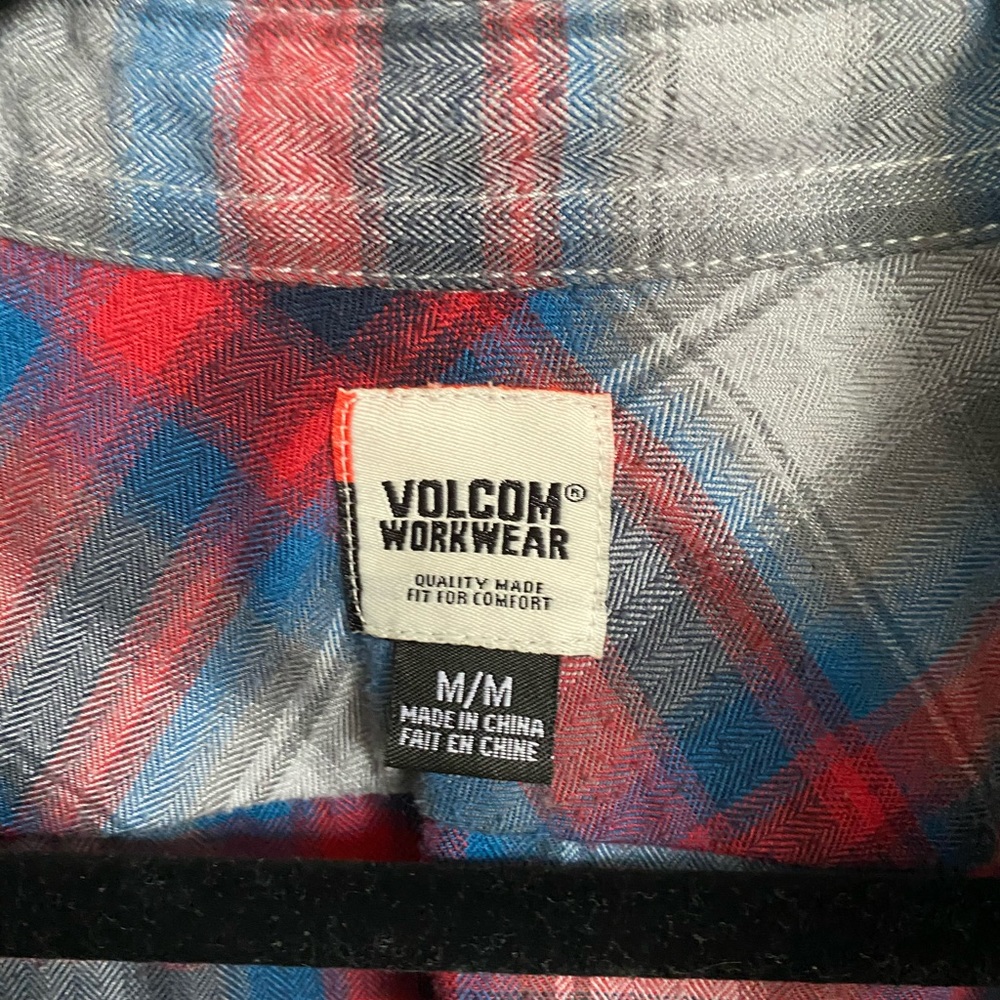 VOLCOM®
WORKWEAR
QUALITY MADE
FIT FOR COMFORT
M/M
MADE IN CHINA
FAIT EN CHINE